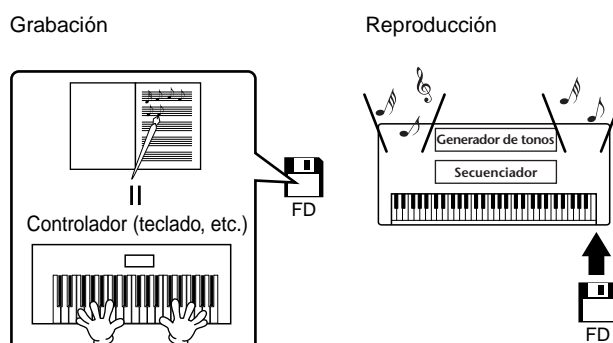 Grabación
Reproducción
Generador de tonos
Secuenciador
FD
Controlador (teclado, etc.)
FD